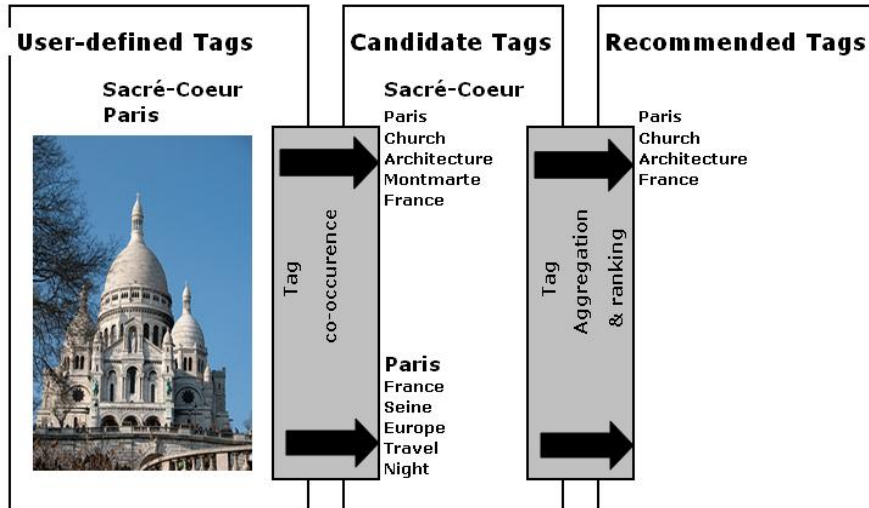 User-defined Tags
Sacré-Coeur
Paris
Tag
co-occurence
Candidate Tags
Sacré-Coeur
Paris
Church
Architecture
Montmarte
France
Paris
France
Seine
Europe
Travel
Night
Tag
Aggregation
& ranking
Recommended Tags
Paris
Church
Architecture
France